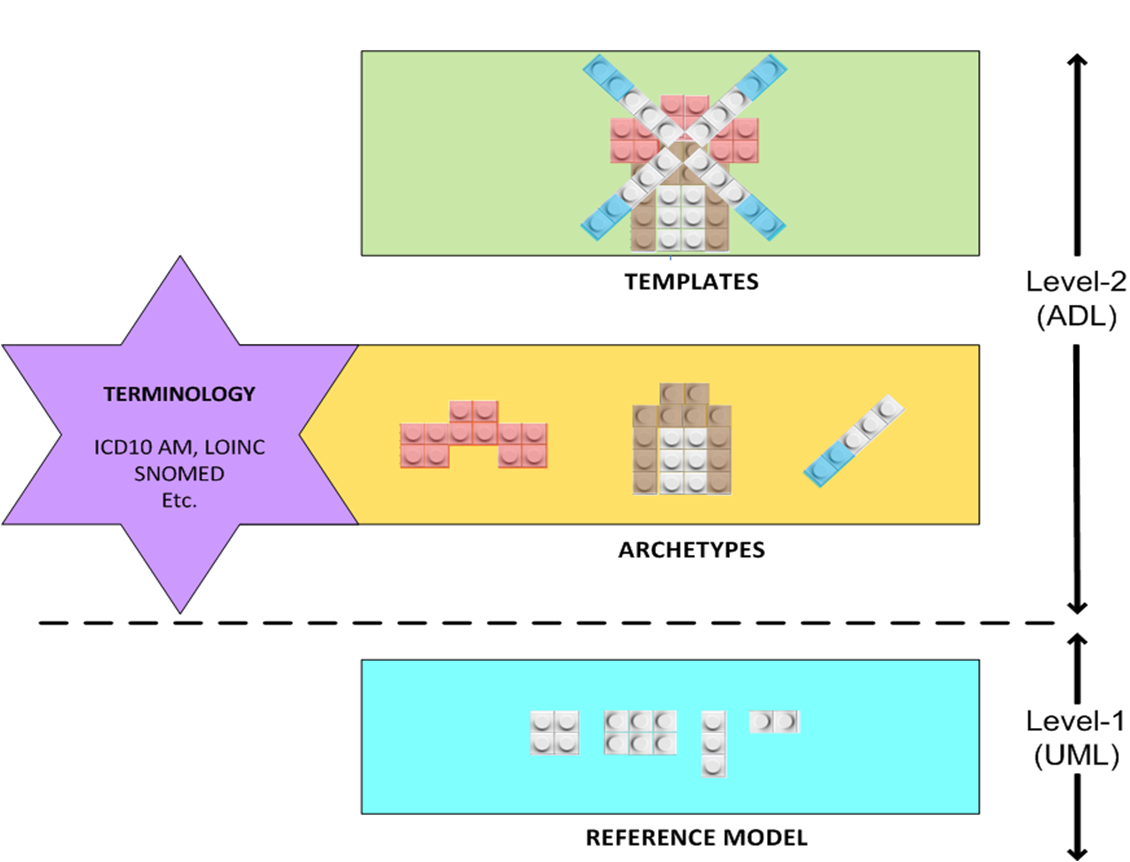 TEMPLATES
Level-2
(ADL)
TERMINOLOGY
ICD10 AM, LOINC
SNOMED
Etc.
ARCHETYPES
Level-1
(UML)
REFERENCE MODEL